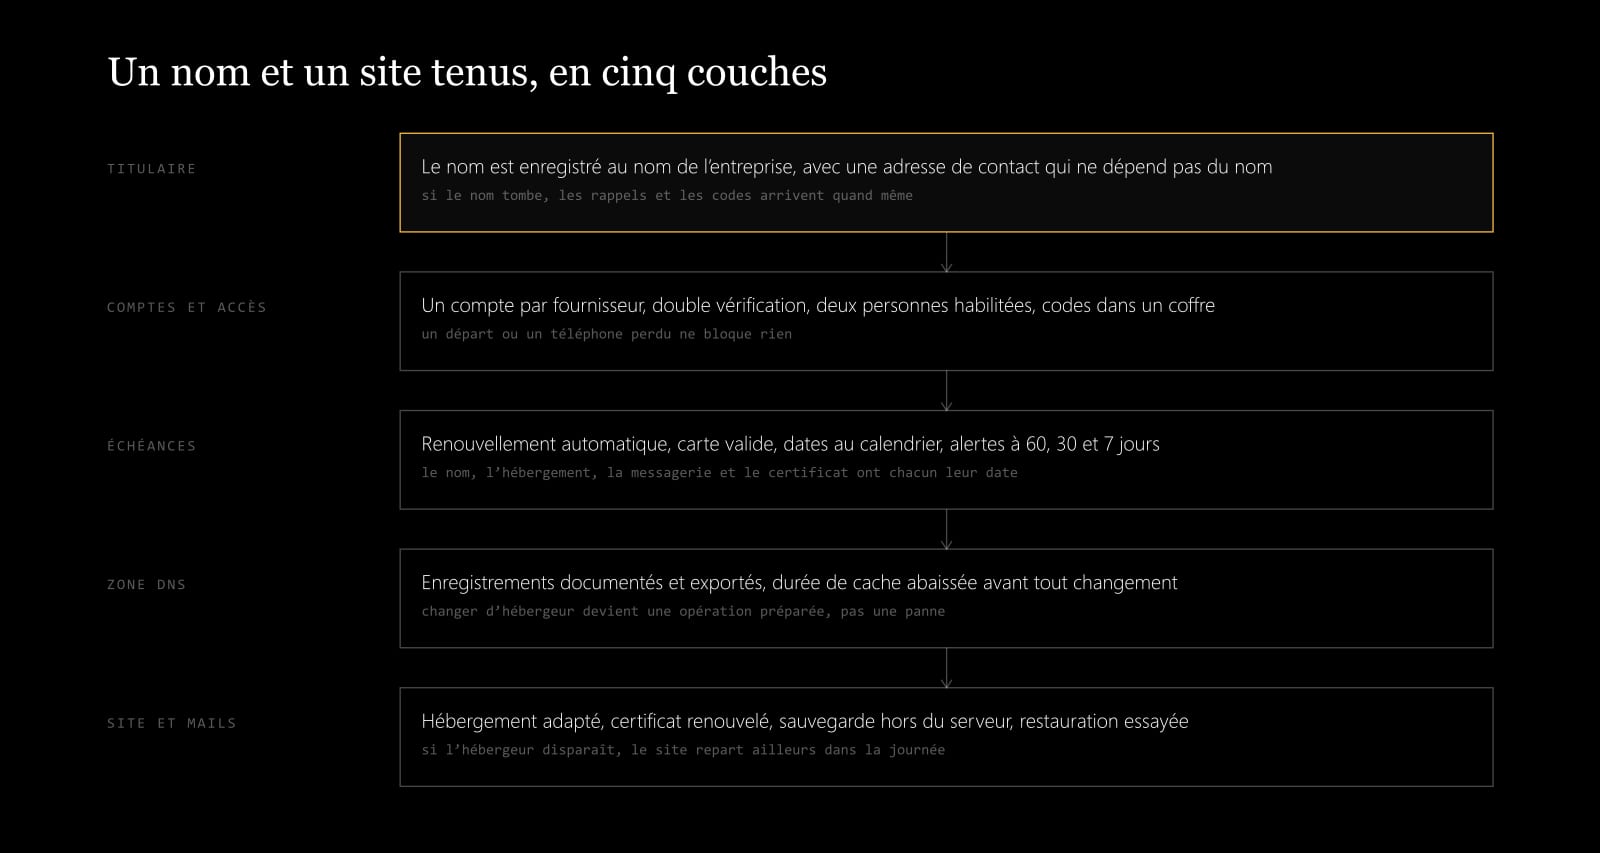 Un nom et un site tenus, en cinq couches
TITULAIRE
Le nom est enregistré au nom de l’entreprise, avec une adresse de contact qui ne dépend pas du nom
si le nom tombe, les rappels et les codes arrivent quand même
COMPTES ET ACCÈS
Un compte par fournisseur, double vérification, deux personnes habilitées, codes dans un coffre
un départ ou un téléphone perdu ne bloque rien
ÉCHÉANCES
Renouvellement automatique, carte valide, dates au calendrier, alertes à 60, 30 et 7 jours
le nom, l’hébergement, la messagerie et le certificat ont chacun leur date
ZONE DNS
Enregistrements documentés et exportés, durée de cache abaissée avant tout changement
changer d’hébergeur devient une opération préparée, pas une panne
SITE ET MAILS
Hébergement adapté, certificat renouvelé, sauvegarde hors du serveur, restauration essayée
si l’hébergeur disparaît, le site repart ailleurs dans la journée